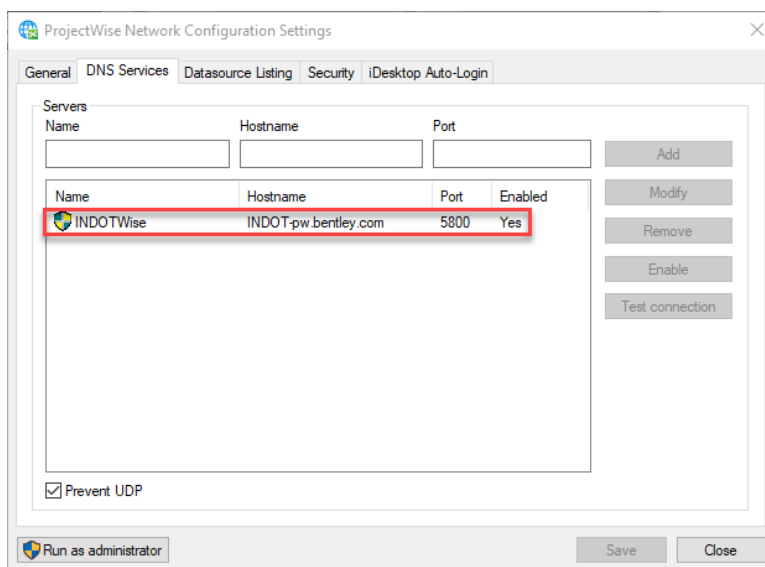 ProjectWise Network Configuration Settings
General DNS Services Datasource Listing Security iDesktop Auto-Login
Servers
Name Hostname Port
Add
Name Hostname Port Enabled
Modify
INDOTWise INDOT-pw.bentley.com 5800 Yes
Remove
Enable
Test connection
Prevent UDP
Run as administrator Save Close